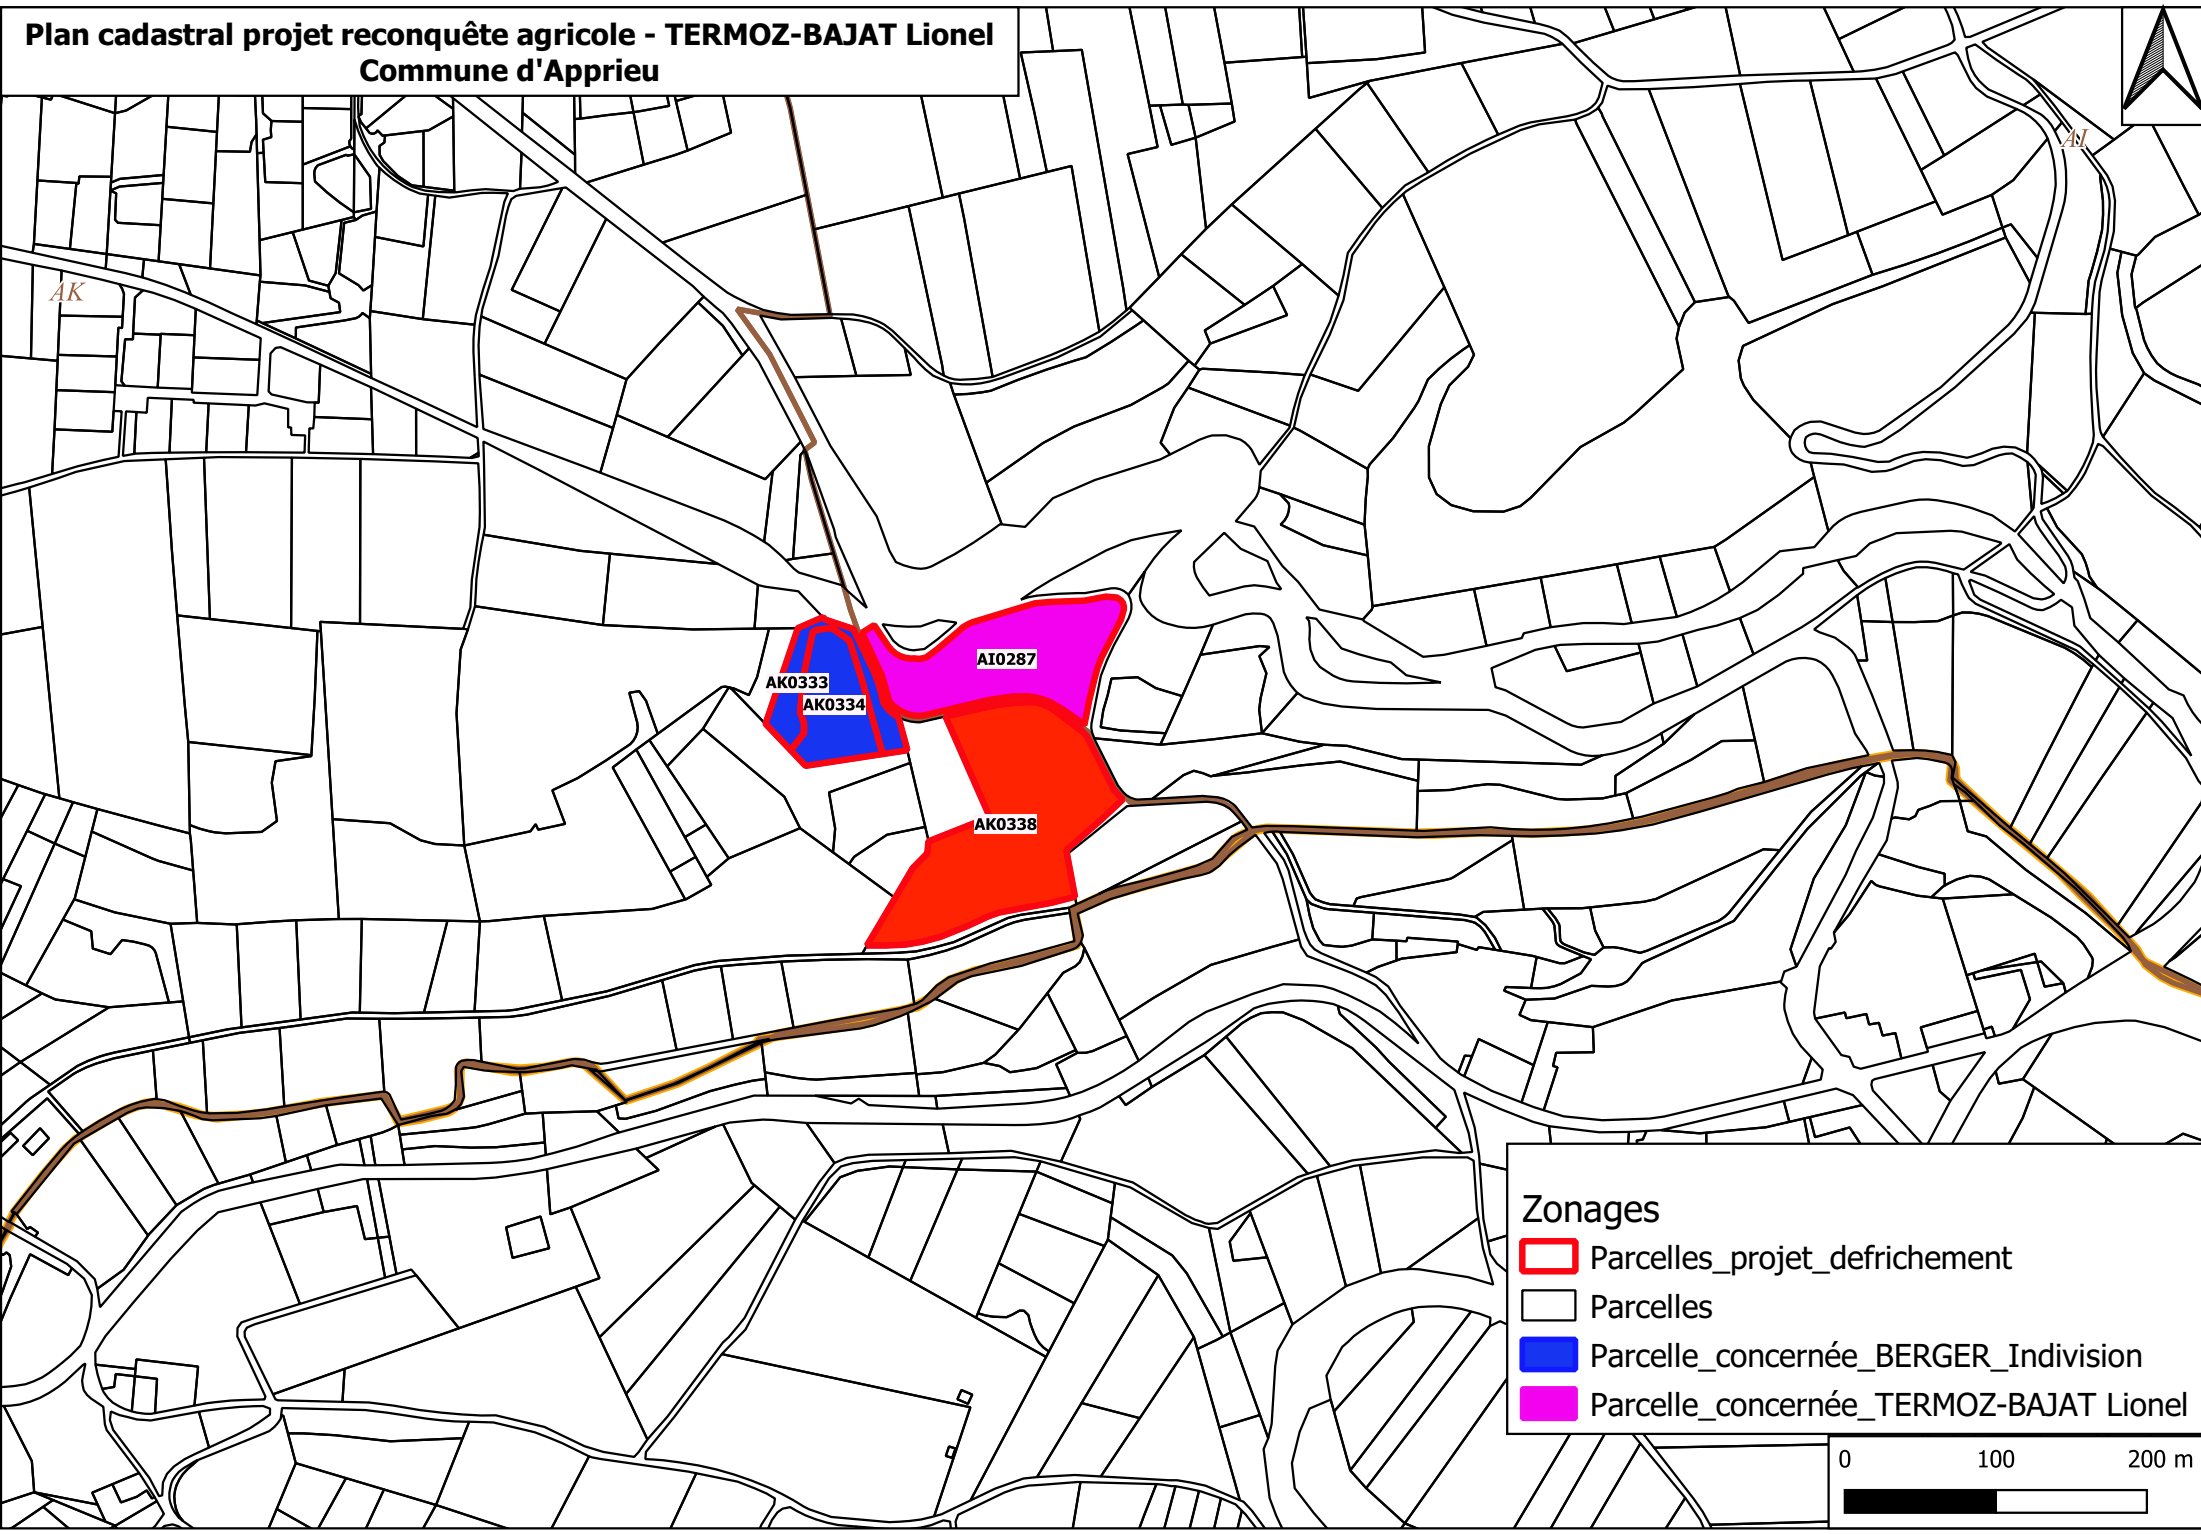 Plan cadastral projet reconquête agricole - TERMOZ-BAJAT Lionel
Commune d'Apprieu
AI
AK
AI0287
AK0333
AK0334
AK0338
Zonages
Parcelles_projet_defrichement
Parcelles
Parcelle_concernée_BERGER_Indivision
Parcelle_concernée_TERMOZ-BAJAT Lionel
0 100 200 m